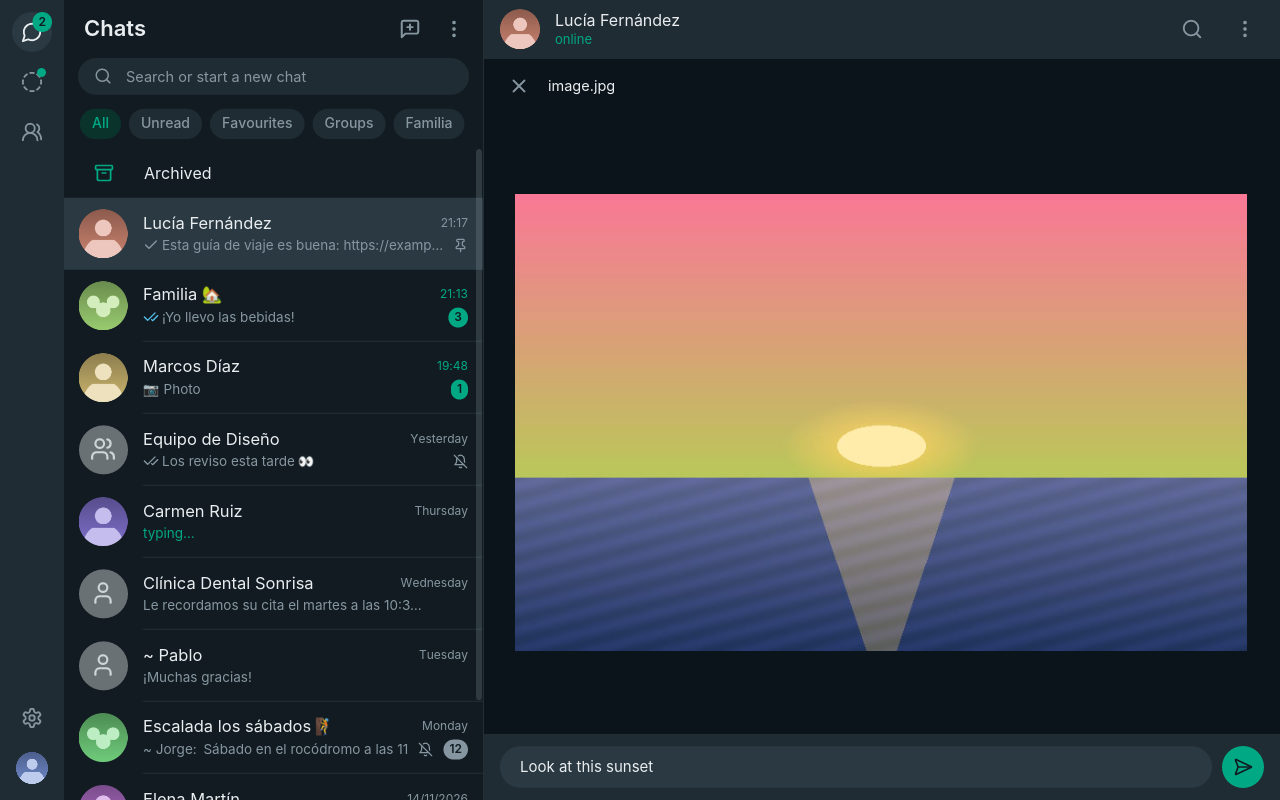 2
Chats
Search or start a new chat
All
Unread
Favourites
Groups
Familia
Archived
Lucía Fernández
21:17
Esta guía de viaje es buena: https://examp...
Familia 🏡
21:13
¡Yo llevo las bebidas!
3
Marcos Díaz
19:48
📷 Photo
1
Equipo de Diseño
Yesterday
Los reviso esta tarde 👀
Carmen Ruiz
Thursday
typing...
Clínica Dental Sonrisa
Wednesday
Le recordamos su cita el martes a las 10:3...
~ Pablo
Tuesday
¡Muchas gracias!
Escalada los sábados 🧗
Monday
~ Jorge: Sábado en el rocódromo a las 11
12
Elena Martín
14/11/2026
Lucía Fernández
online
image.jpg
Look at this sunset